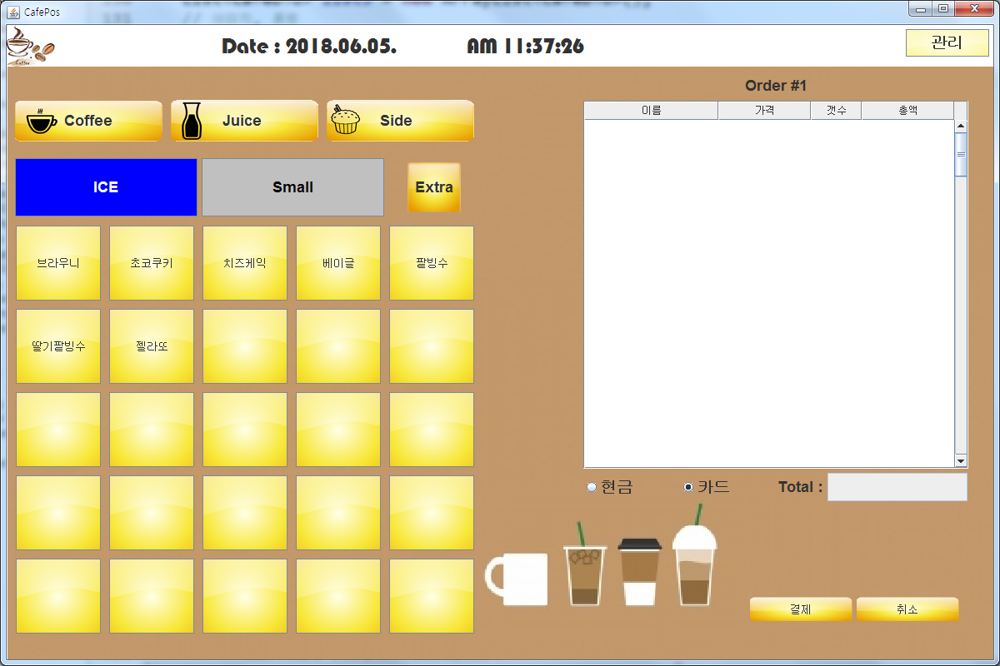 CafePos
Coffee
Date : 2018.06.05. AM 11:37:26
관리
Order #1
Coffee Juice Side
이름 가격 갯수 총액
ICE Small Extra
브라우니 초코쿠키 치즈케익 베이글 팥빙수
딸기팥빙수 젤라또
현금 카드 Total :
결제 취소